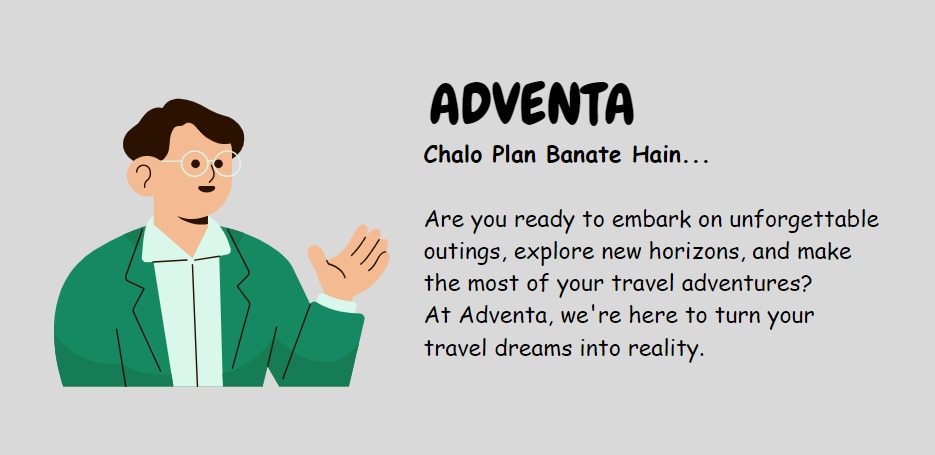 ADVENTA
Chalo Plan Banate Hain...
Are you ready to embark on unforgettable
outings, explore new horizons, and make
the most of your travel adventures?
At Adventa, we're here to turn your
travel dreams into reality.